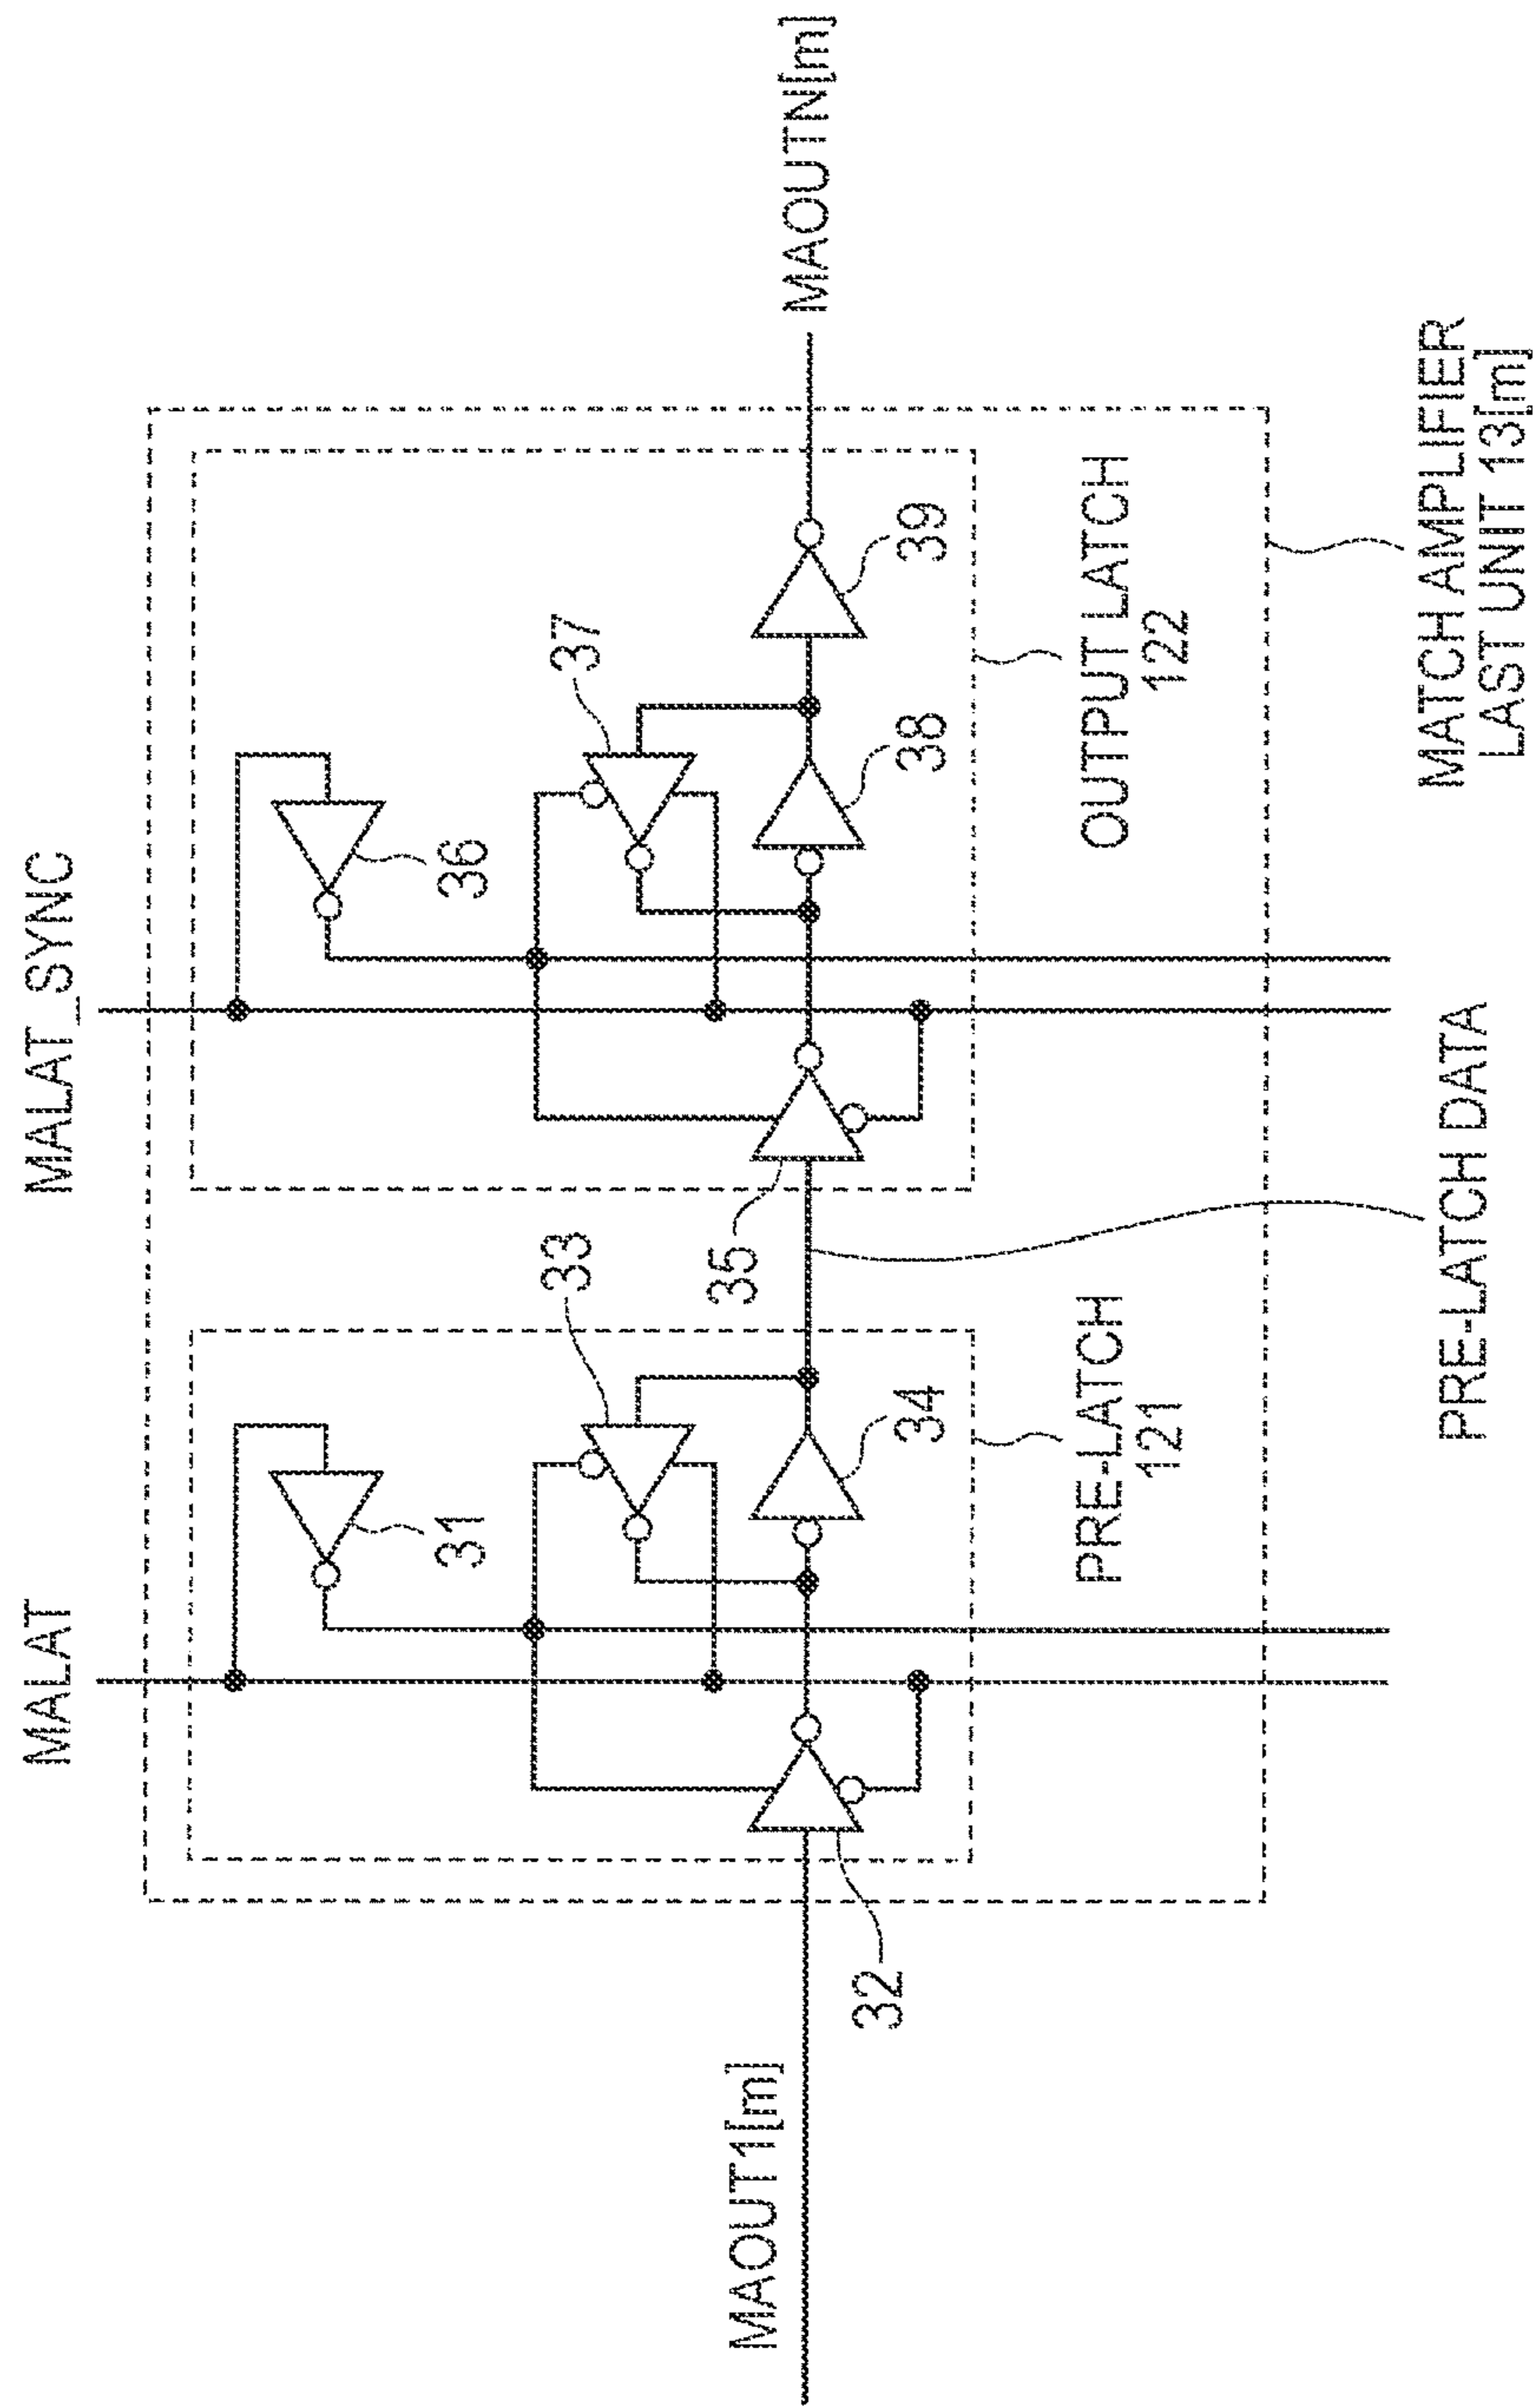 MALAT
MALAT_SYNC
31
36
33
37
MAOUT1[m]
32
34
35
38
39
MAOUTN[m]
PRE-LATCH
121
OUTPUT LATCH
122
PRE-LATCH DATA
MATCH AMPLIFIER
LAST UNIT 13[m]